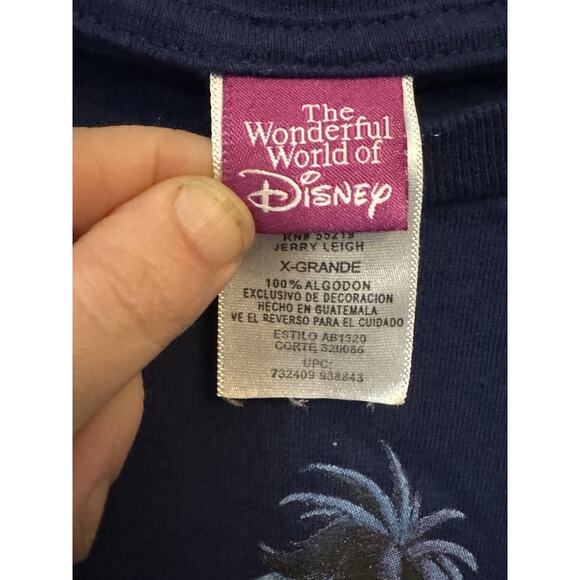 The
Wonderful
World of
Disney
RN# 55219
JERRY LEIGH
X-GRANDE
100% ALGODON
EXCLUSIVO DE DECORACION
HECHO EN GUATEMALA
VE EL REVERSO PARA EL CUIDADO
ESTILO AB1320
CORTE S20086
UPC:
732409 938843